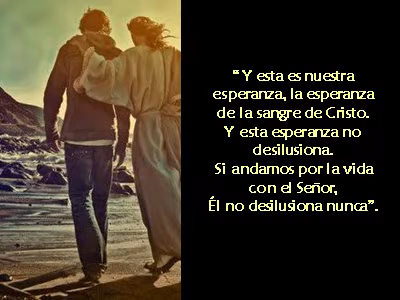 “ Y esta es nuestra
esperanza, la esperanza
de la sangre de Cristo.
Y esta esperanza no
desilusiona.
Si andamos por la vida
con el Señor,
Él no desilusiona nunca”.